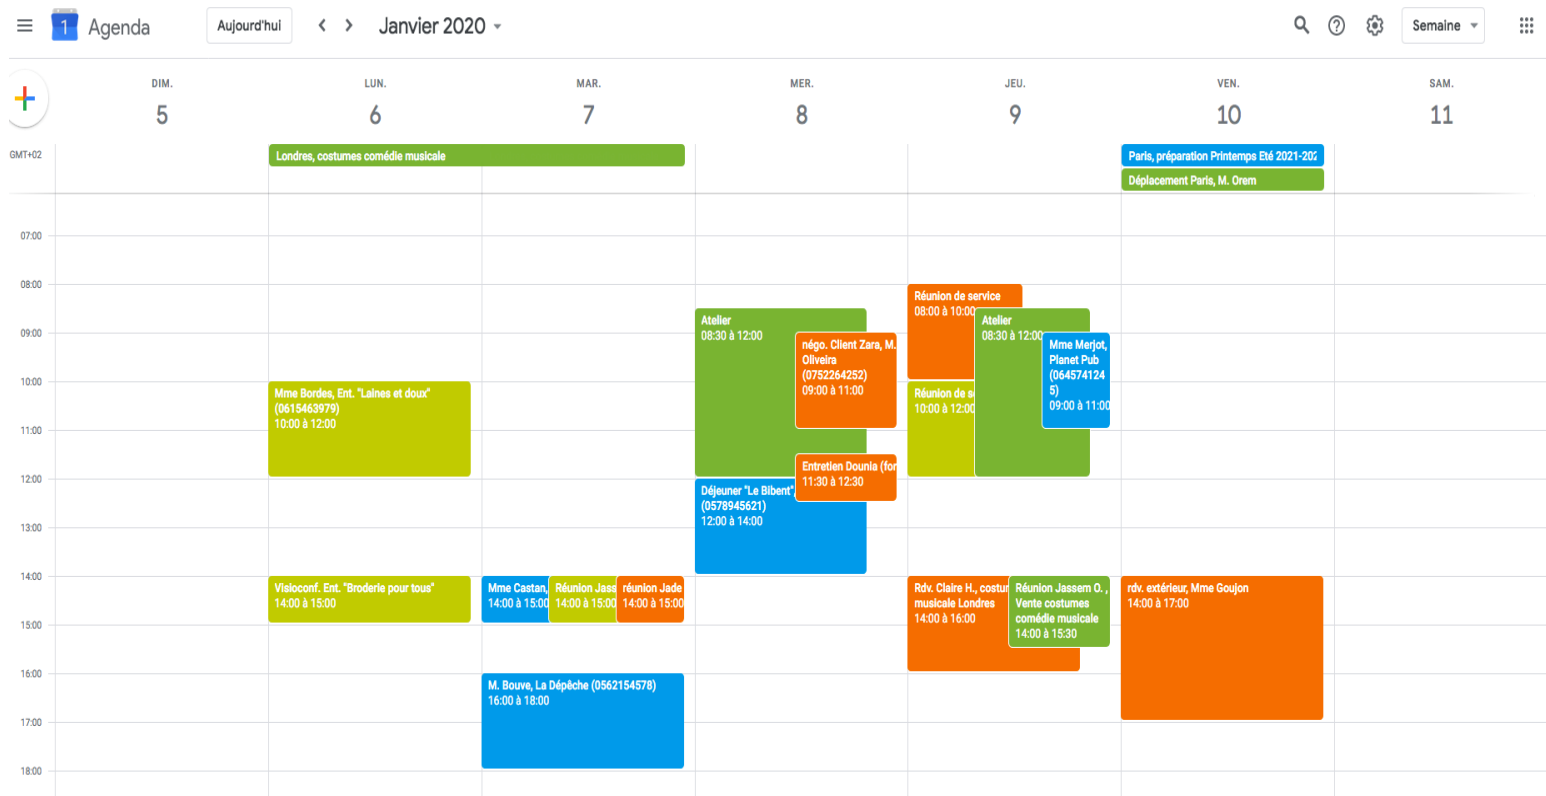 1 Agenda Aujourd'hui Janvier 2020 Semaine
DIM. LUN. MAR. MER. JEU. VEN. SAM.
5 6 7 8 9 10 11
GMT+02
Londres, costumes comédie musicale
Paris, préparation Printemps Eté 2021-202
Déplacement Paris, M. Orem
07:00
08:00
09:00
10:00
11:00
12:00
13:00
14:00
15:00
16:00
17:00
18:00
Mme Bordes, Ent. "Laines et doux"
(0615463979)
10:00 à 12:00
Visioconf. Ent. "Broderie pour tous"
14:00 à 15:00
Mme Castan,
14:00 à 15:00
Réunion Jass
14:00 à 15:00
réunion Jade
14:00 à 15:00
M. Bouve, La Dépêche (0562154578)
16:00 à 18:00
Atelier
08:30 à 12:00
négo. Client Zara, M.
Oliveira
(0752264252)
09:00 à 11:00
Entretien Dounia (for
11:30 à 12:30
Déjeuner "Le Bibent",
(0578945621)
12:00 à 14:00
Réunion de service
08:00 à 10:00
Atelier
08:30 à 12:00
Mme Merjot,
Planet Pub
(064574124
5)
09:00 à 11:00
Réunion de s
10:00 à 12:00
Rdv. Claire H., costur
musicale Londres
14:00 à 16:00
Réunion Jassem O. ,
Vente costumes
comédie musicale
14:00 à 15:30
rdv. extérieur, Mme Goujon
14:00 à 17:00